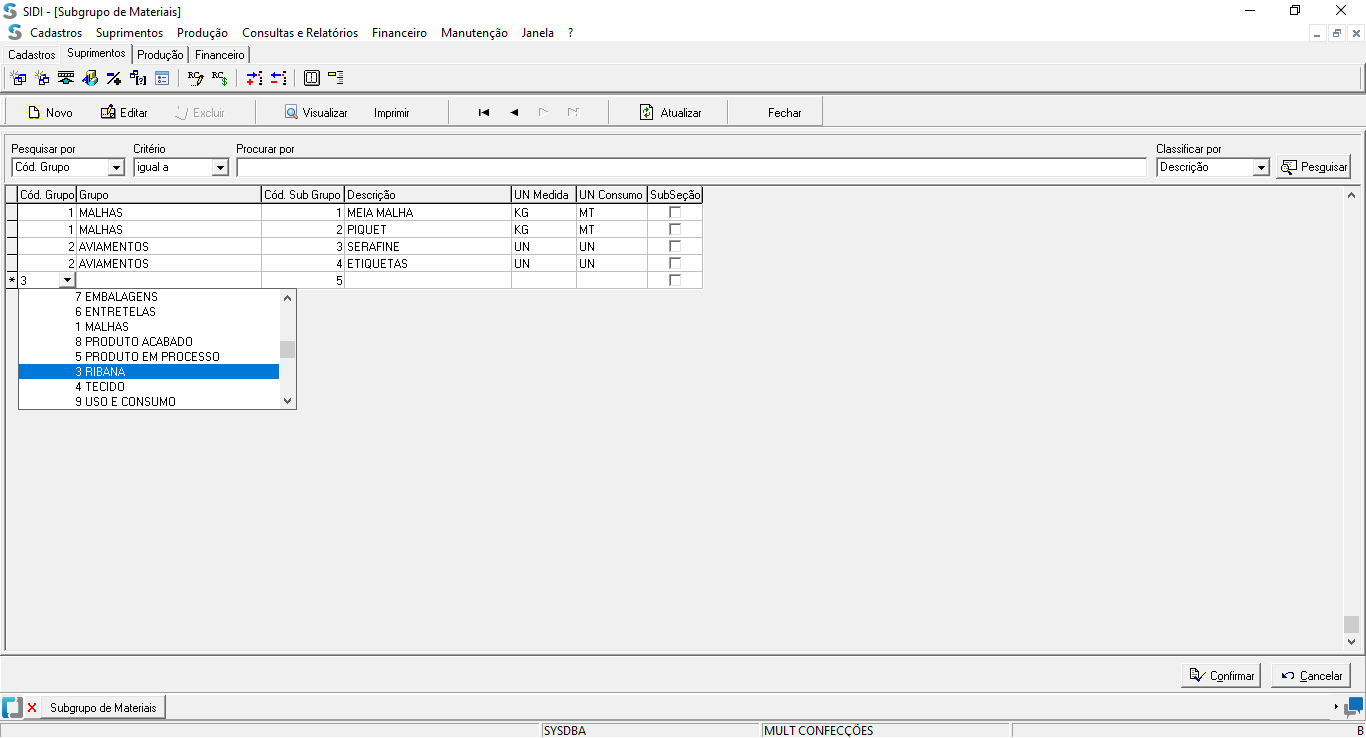 SIDI - [Subgrupo de Materiais]
Cadastros Suprimentos Produção Consultas e Relatórios Financeiro Manutenção Janela ?
Cadastros Suprimentos Produção Financeiro
Novo Editar Excluir Visualizar Imprimir Atualizar Fechar
Pesquisar por Critério Procurar por Classificar por
Cód. Grupo igual a Descrição Pesquisar
Cód. Grupo Grupo Cód. Sub Grupo Descrição UN Medida UN Consumo SubSeção
1 MALHAS 1 MEIA MALHA KG MT
1 MALHAS 2 PIQUET KG MT
2 AVIAMENTOS 3 SERAFINE UN UN
2 AVIAMENTOS 4 ETIQUETAS UN UN
* 3 5
7 EMBALAGENS
6 ENTRETELAS
1 MALHAS
8 PRODUTO ACABADO
5 PRODUTO EM PROCESSO
3 RIBANA
4 TECIDO
9 USO E CONSUMO
Confirmar Cancelar
Subgrupo de Materiais
SYSDBA MULT CONFECÇÕES B